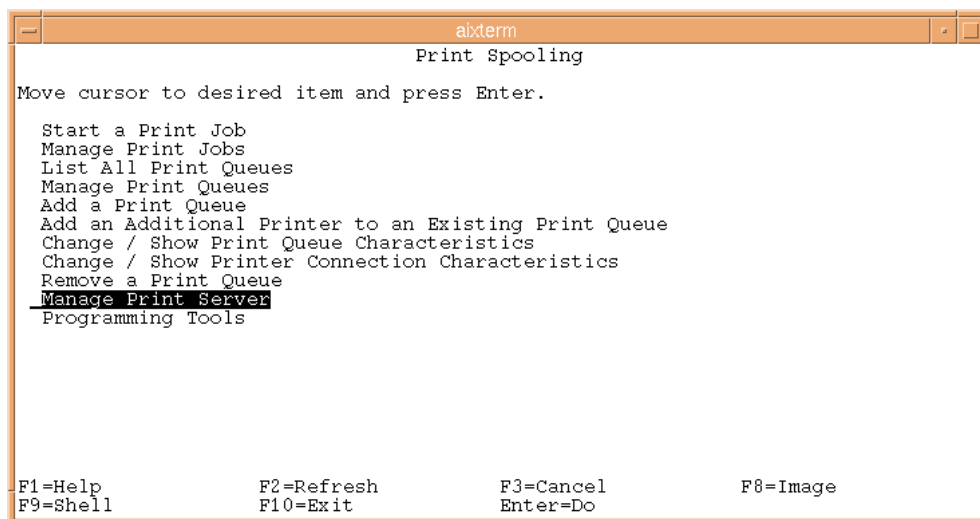 aixterm
Print Spooling
Move cursor to desired item and press Enter.
Start a Print Job
Manage Print Jobs
List All Print Queues
Manage Print Queues
Add a Print Queue
Add an Additional Printer to an Existing Print Queue
Change / Show Print Queue Characteristics
Change / Show Printer Connection Characteristics
Remove a Print Queue
Manage Print Server
Programming Tools
F1=Help F2=Refresh F3=Cancel F8=Image
F9=Shell F10=Exit Enter=Do